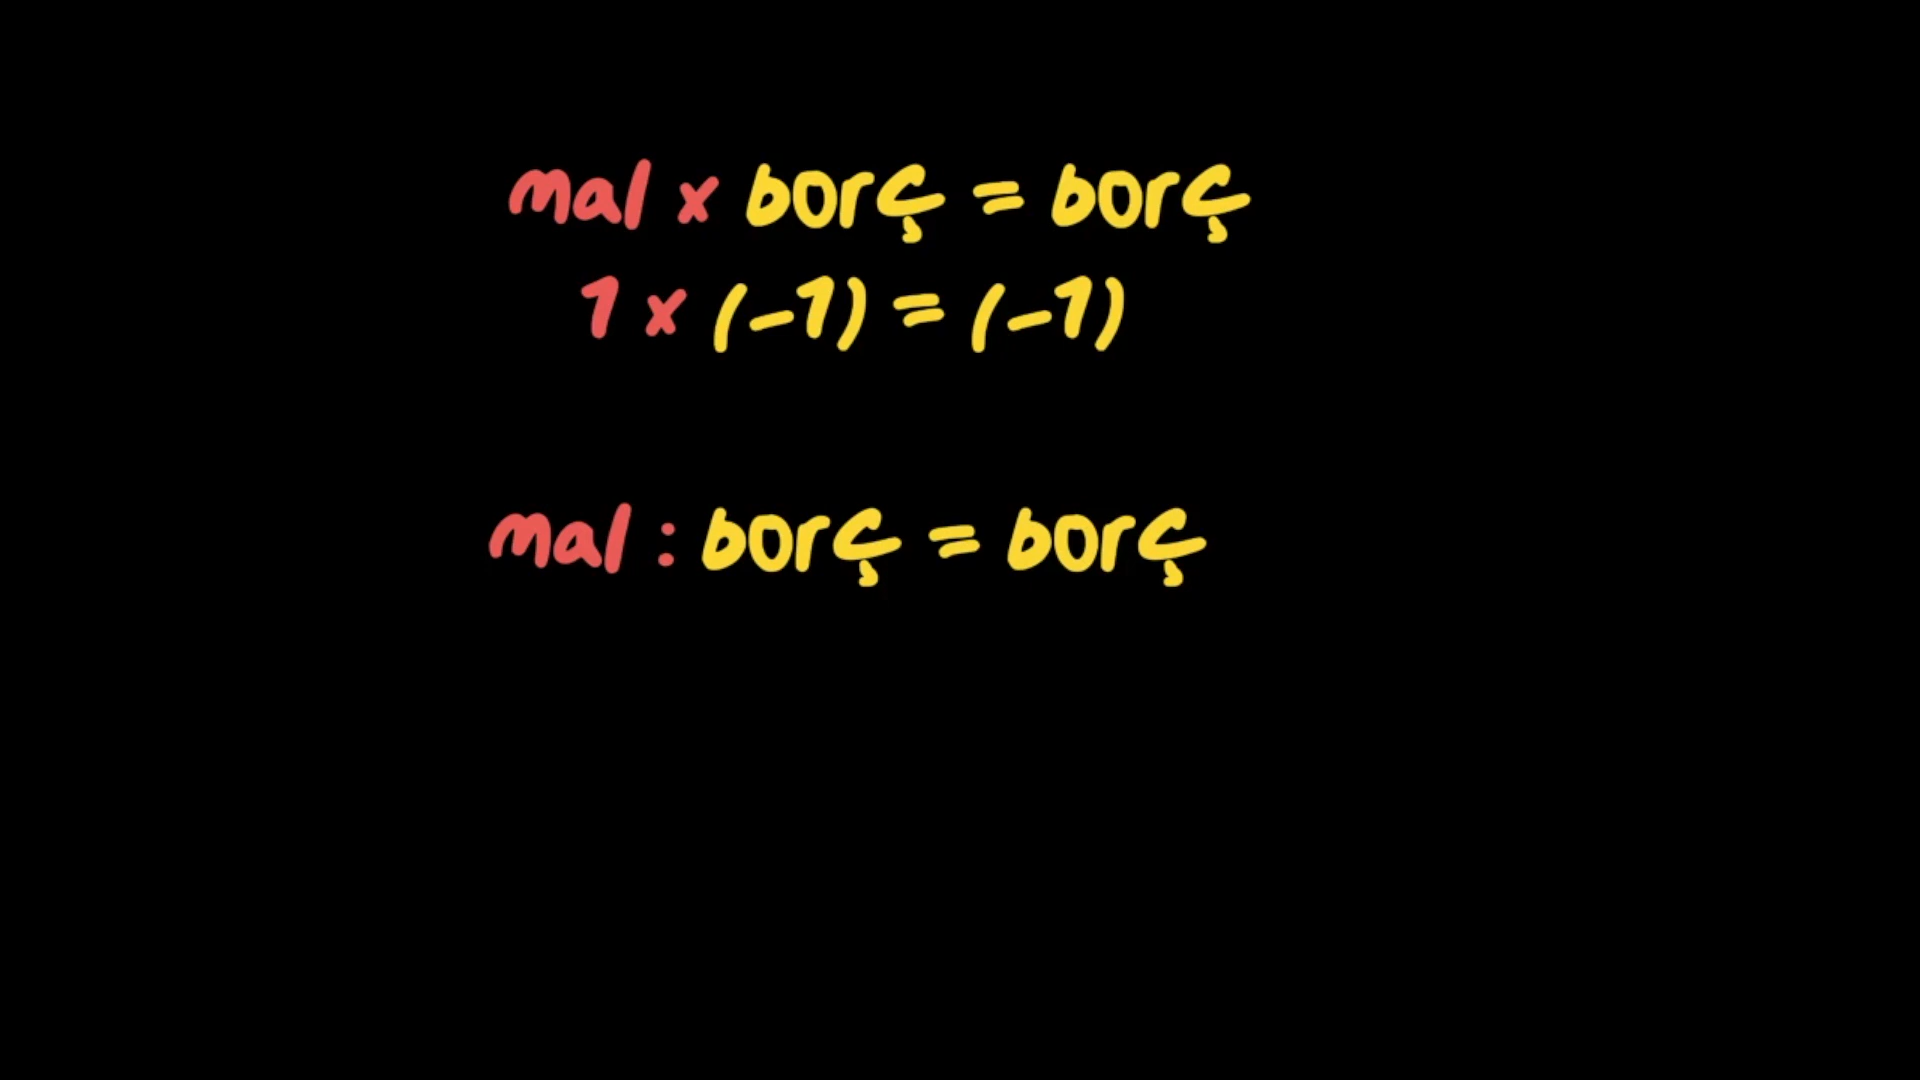 mal x borç = borç
1 x (-1) = (-1)
mal : borç = borç